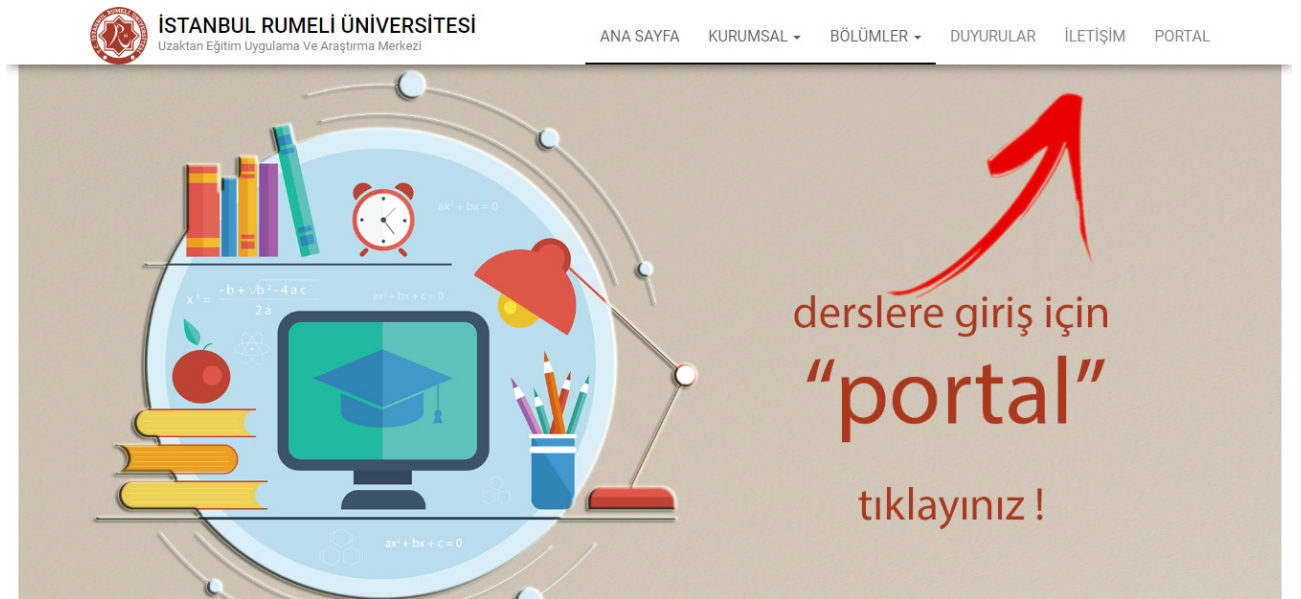 İSTANBUL RUMELİ ÜNİVERSİTESİ
Uzaktan Eğitim Uygulama Ve Araştırma Merkezi
ANA SAYFA KURUMSAL BÖLÜMLER DUYURULAR İLETİŞİM PORTAL
ax² + bx = 0
x¹ = -b + √b² - 4 a c
2 a
ax² + bx + c = 0
ax² + bx + c = 0
derslere giriş için
“portal”
tıklayınız !